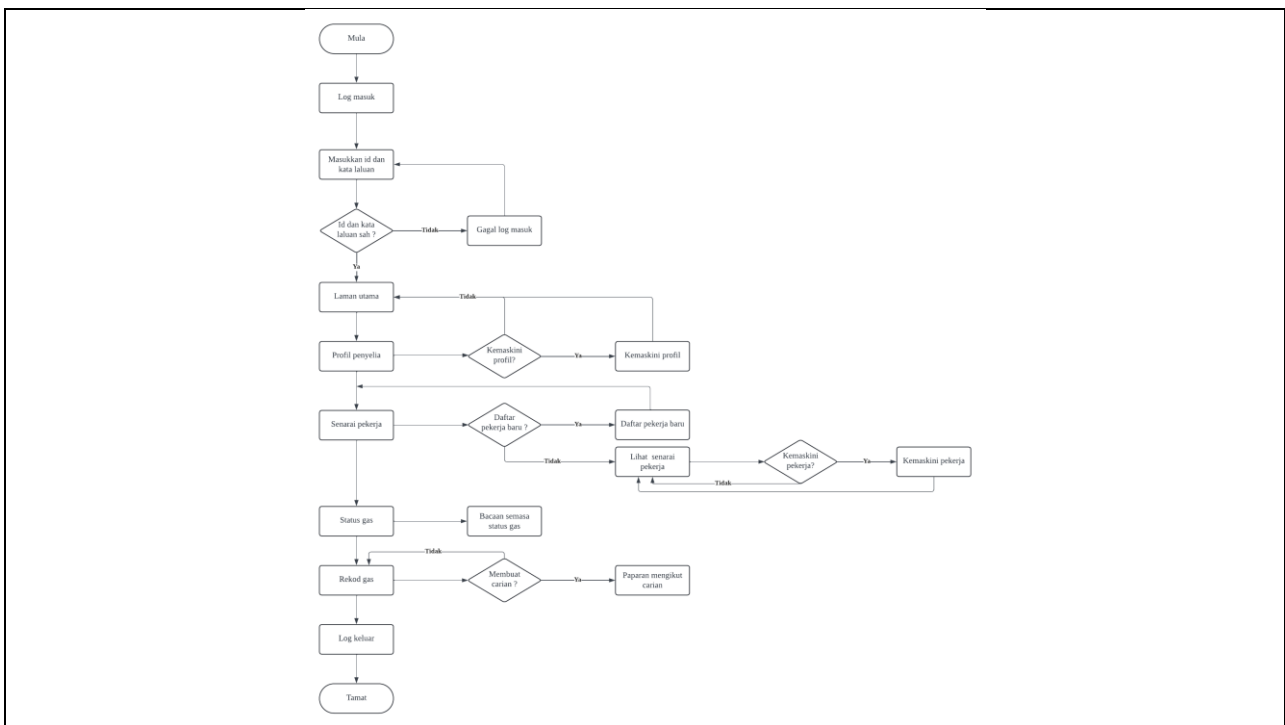 Mula
Log masuk
Masukkan id dan
kata laluan
Id dan kata
laluan sah ?
Tidak
Gagal log masuk
Ya
Laman utama
Tidak
Profil penyelia
Kemaskini
profil?
Ya
Kemaskini profil
Senarai pekerja
Daftar
pekerja baru ?
Ya
Daftar pekerja baru
Tidak
Lihat senarai
pekerja
Kemaskini
pekerja?
Ya
Kemaskini pekerja
Tidak
Status gas
Bacaan semasa
status gas
Tidak
Rekod gas
Membuat
carian ?
Ya
Paparan mengikut
carian
Log keluar
Tamat